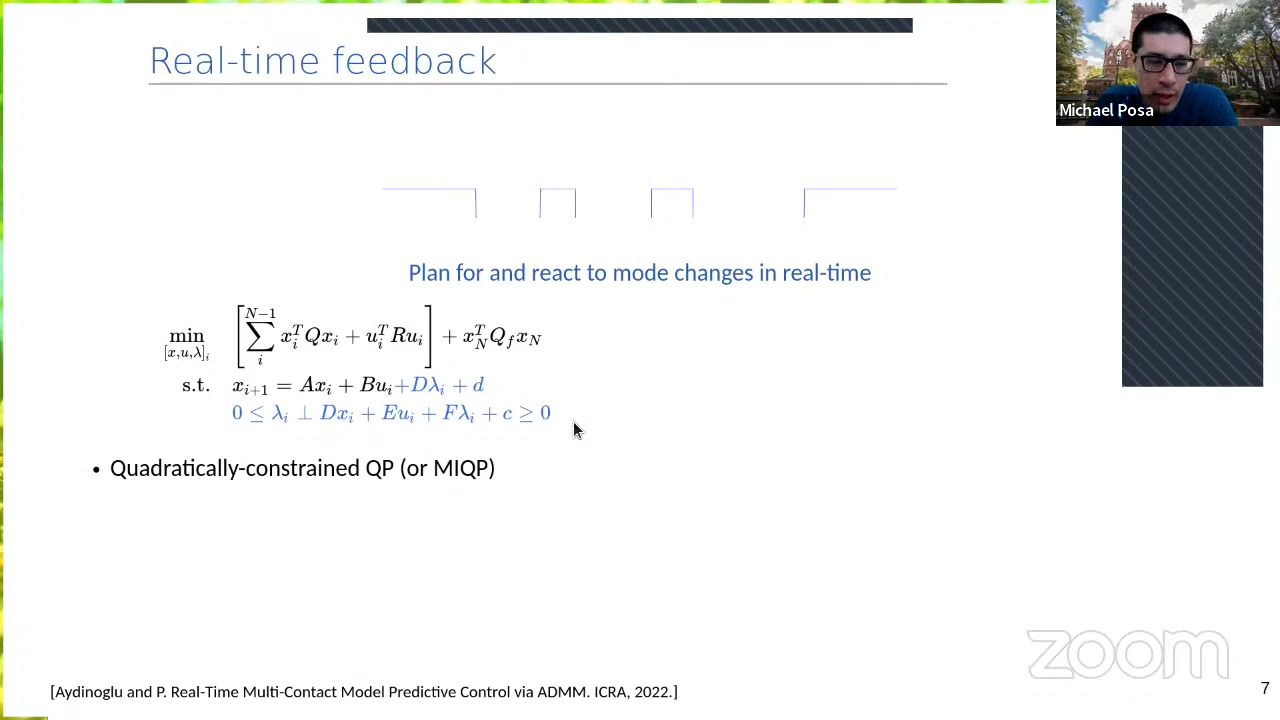 Real-time feedback
Michael Posa
Plan for and react to mode changes in real-time
min_{[x,u,λ]_i} [∑_i^{N-1} x_i^T Q x_i + u_i^T R u_i] + x_N^T Q_f x_N
s.t. x_{i+1} = Ax_i + Bu_i + Dλ_i + d
0 ≤ λ_i ⊥ Dx_i + Eu_i + Fλ_i + c ≥ 0
• Quadratically-constrained QP (or MIQP)
zoom
[Aydinoglu and P. Real-Time Multi-Contact Model Predictive Control via ADMM. ICRA, 2022.]
7